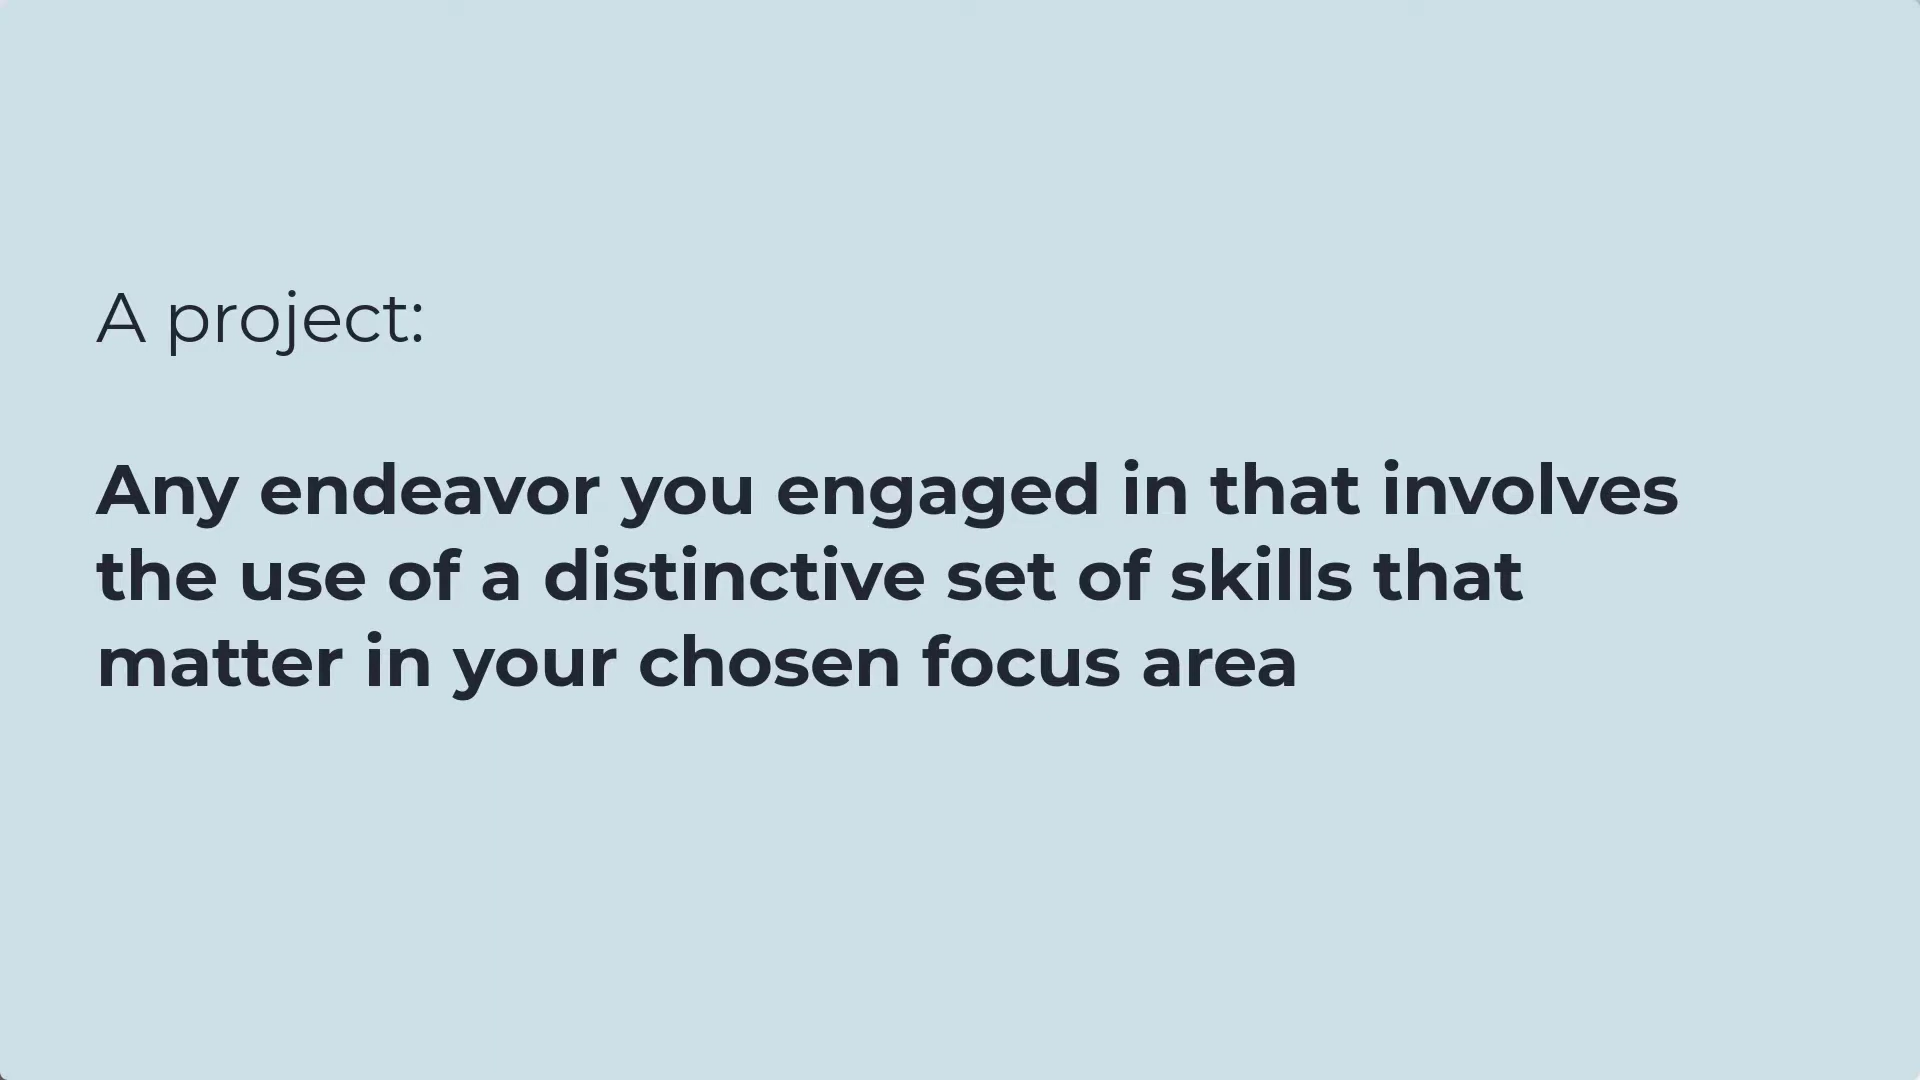 A project:
Any endeavor you engaged in that involves
the use of a distinctive set of skills that
matter in your chosen focus area